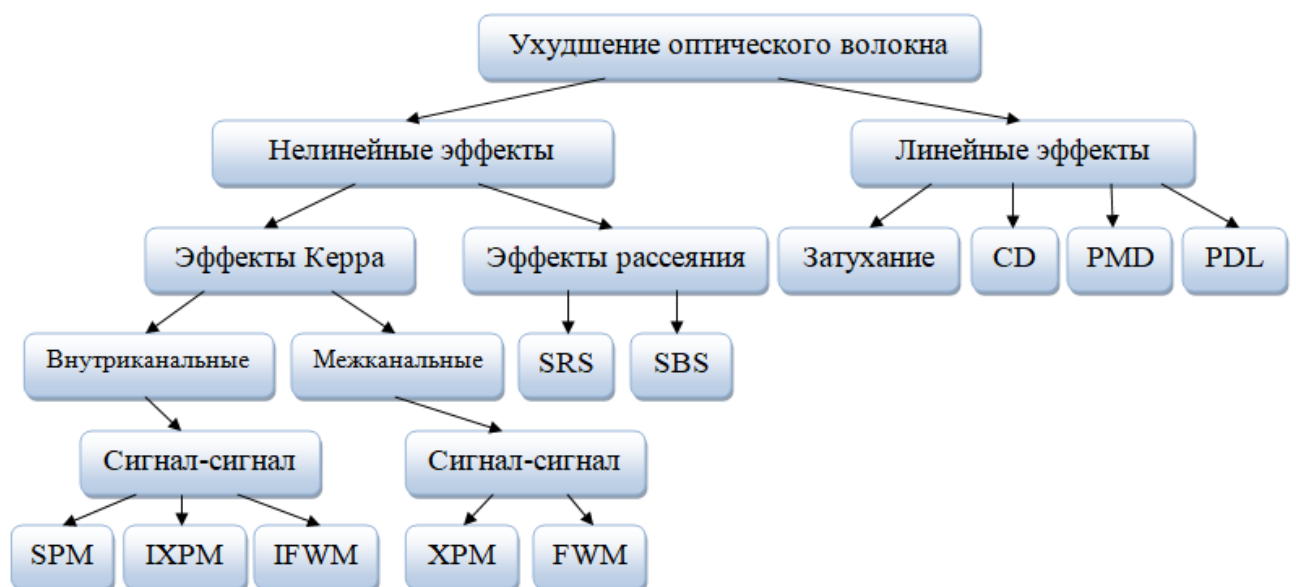 Ухудшение оптического волокна
Нелинейные эффекты
Линейные эффекты
Эффекты Керра
Эффекты рассеяния
Затухание
CD
PMD
PDL
Внутриканальные
Межканальные
SRS
SBS
Сигнал-сигнал
Сигнал-сигнал
SPM
IXPM
IFWM
XPM
FWM